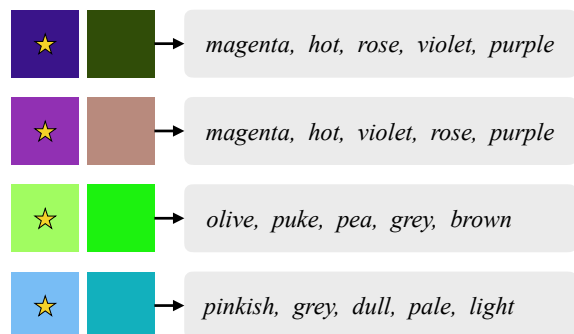 magenta, hot, rose, violet, purple
magenta, hot, violet, rose, purple
olive, puke, pea, grey, brown
pinkish, grey, dull, pale, light